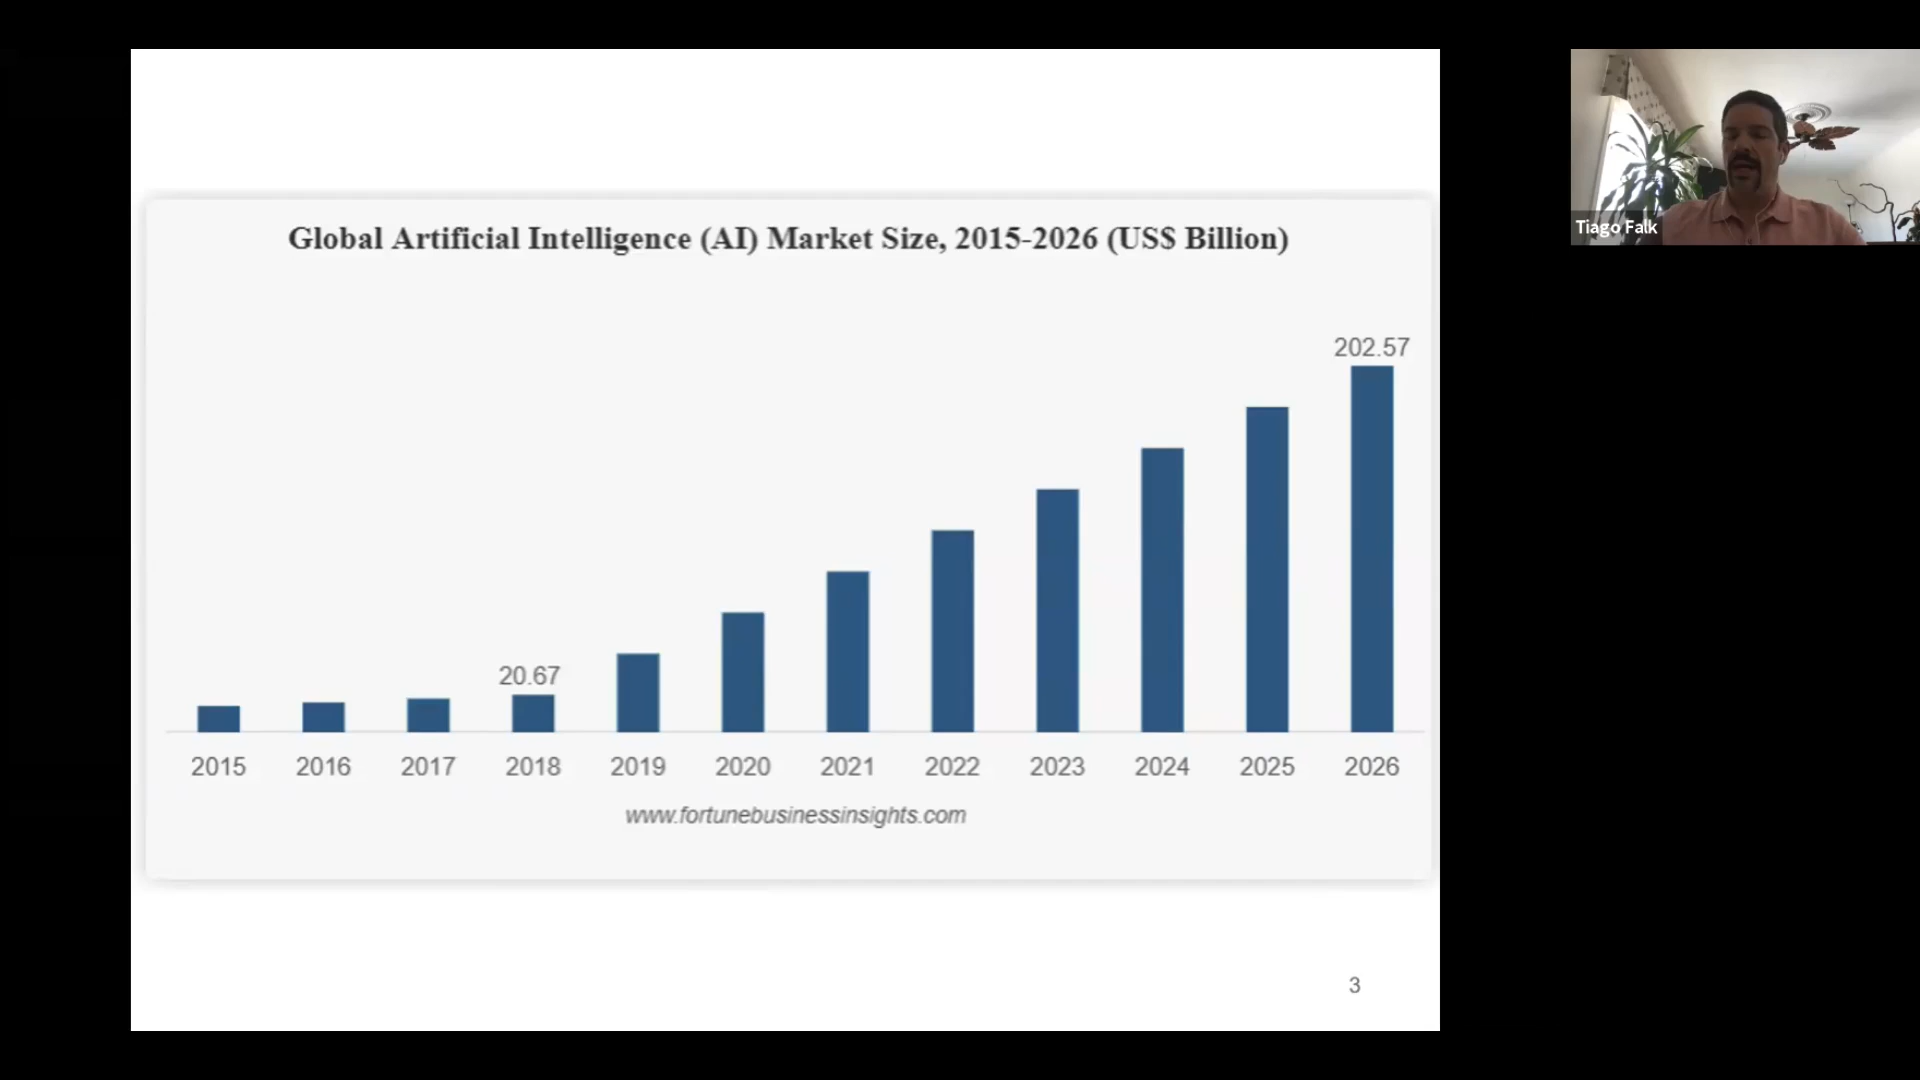 Global Artificial Intelligence (AI) Market Size, 2015-2026 (US$ Billion)
202.57
20.67
2015 2016 2017 2018 2019 2020 2021 2022 2023 2024 2025 2026
www.fortunebusinessinsights.com
3
Tiago Falk